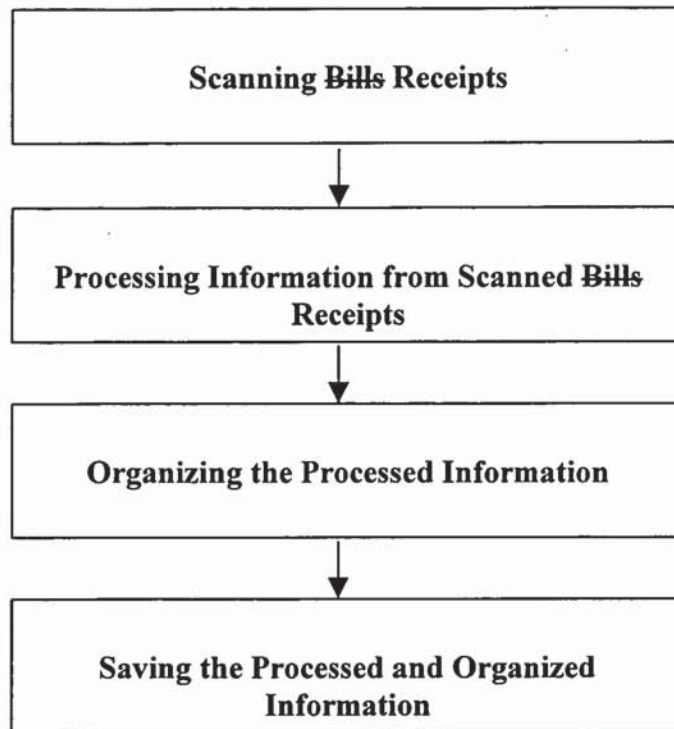 Scanning Bills Receipts
Processing Information from Scanned Bills
Receipts
Organizing the Processed Information
Saving the Processed and Organized
Information